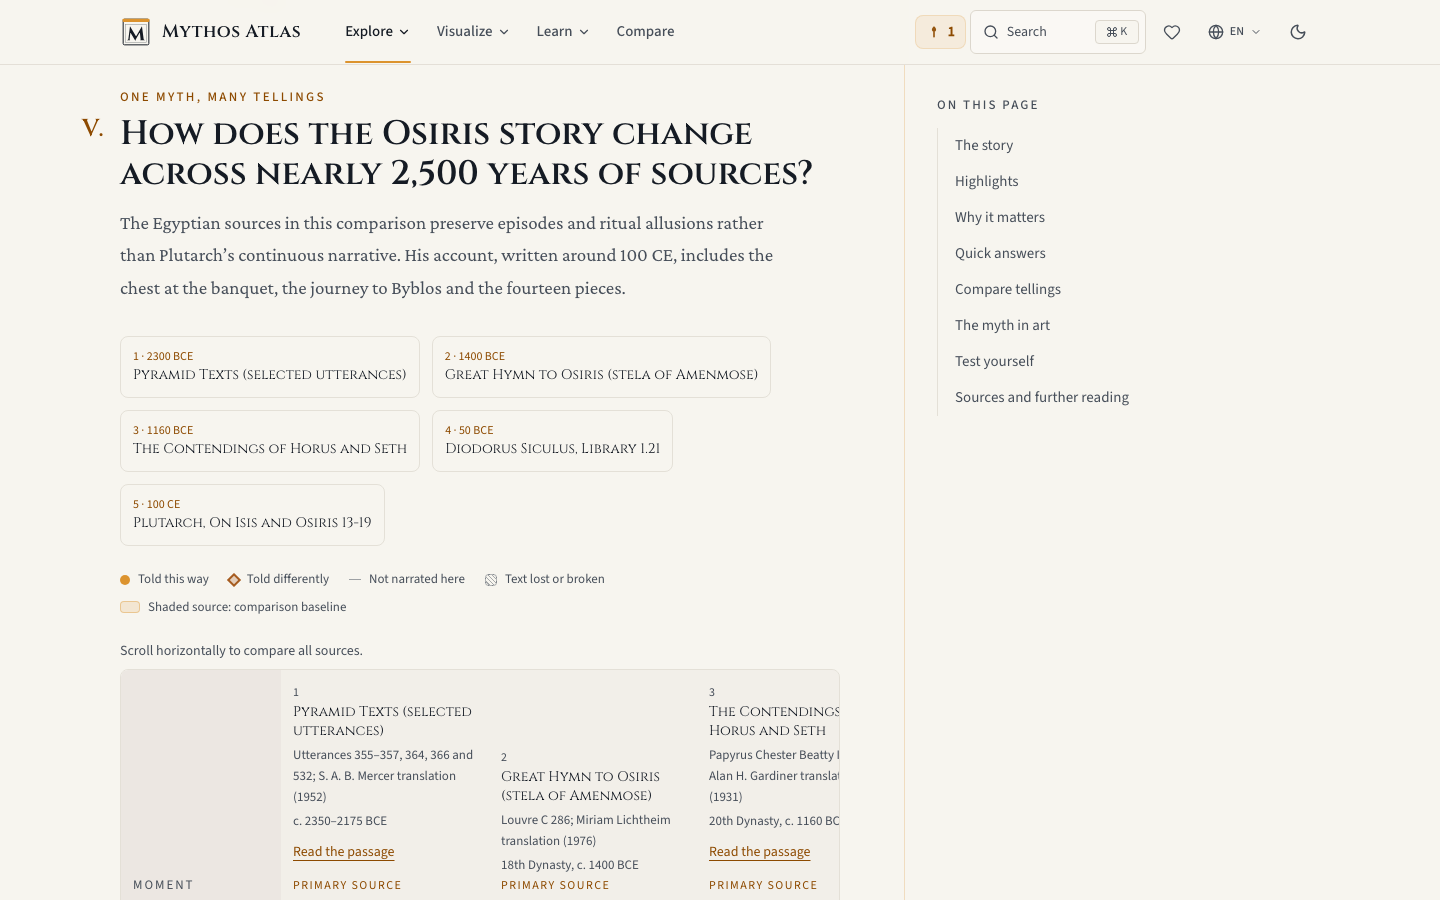 M MYTHOS ATLAS
Explore
Visualize
Learn
Compare
1
Search
⌘K
EN
ONE MYTH, MANY TELLINGS
V.
HOW DOES THE OSIRIS STORY CHANGE
ACROSS NEARLY 2,500 YEARS OF SOURCES?
The Egyptian sources in this comparison preserve episodes and ritual allusions rather
than Plutarch’s continuous narrative. His account, written around 100 CE, includes the
chest at the banquet, the journey to Byblos and the fourteen pieces.
1 · 2300 BCE
PYRAMID TEXTS (SELECTED UTTERANCES)
2 · 1400 BCE
GREAT HYMN TO OSIRIS (STELA OF AMENMOSE)
3 · 1160 BCE
THE CONTENDINGS OF HORUS AND SETH
4 · 50 BCE
DIODORUS SICULUS, LIBRARY 1.21
5 · 100 CE
PLUTARCH, ON ISIS AND OSIRIS 13-19
Told this way
Told differently
Not narrated here
Text lost or broken
Shaded source: comparison baseline
Scroll horizontally to compare all sources.
MOMENT
1
PYRAMID TEXTS (SELECTED
UTTERANCES)
Utterances 355–357, 364, 366 and
532; S. A. B. Mercer translation
(1952)
c. 2350–2175 BCE
Read the passage
PRIMARY SOURCE
2
GREAT HYMN TO OSIRIS
(STELA OF AMENMOSE)
Louvre C 286; Miriam Lichtheim
translation (1976)
18th Dynasty, c. 1400 BCE
PRIMARY SOURCE
3
THE CONTENDINGS
HORUS AND SETH
Papyrus Chester Beatty
Alan H. Gardiner
(1931)
20th Dynasty, c. 1160
Read the passage
PRIMARY SOURCE
ON THIS PAGE
The story
Highlights
Why it matters
Quick answers
Compare tellings
The myth in art
Test yourself
Sources and further reading